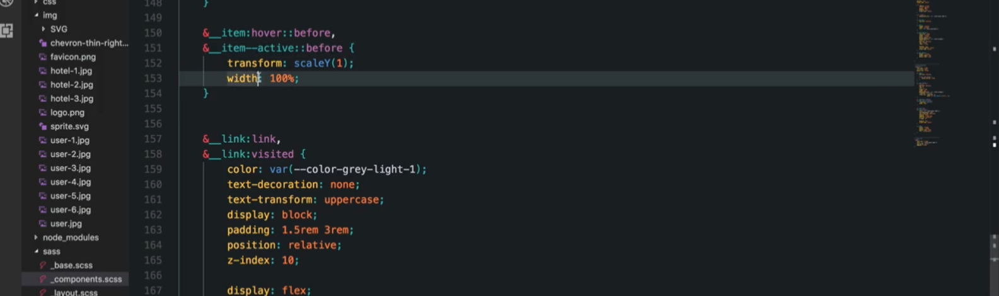 css
img
SVG
chevron-thin-right...
favicon.png
hotel-1.jpg
hotel-2.jpg
hotel-3.jpg
logo.png
sprite.svg
user-1.jpg
user-2.jpg
user-3.jpg
user-4.jpg
user-5.jpg
user-6.jpg
user.jpg
node_modules
sass
_base.scss
_components.scss
_layout.scss
148 }
149
150 &__item:hover::before,
151 &__item--active::before {
152 transform: scaleY(1);
153 width: 100%;
154 }
155
156
157 &__link:link,
158 &__link:visited {
159 color: var(--color-grey-light-1);
160 text-decoration: none;
161 text-transform: uppercase;
162 display: block;
163 padding: 1.5rem 3rem;
164 position: relative;
165 z-index: 10;
166
167 display: flex;